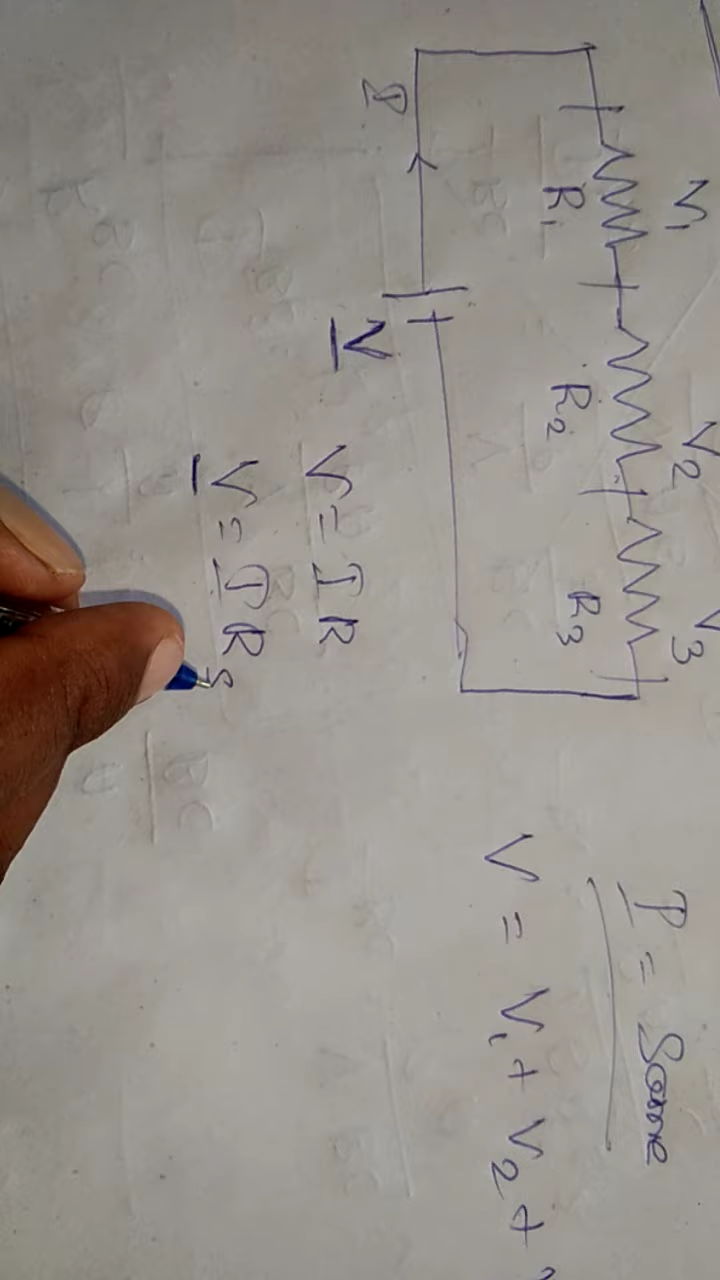 V₁ V₂ V₃
R₁ R₂ R₃
I
V
I = Same
V = V₁ + V₂ +
V = IR
V = IRs